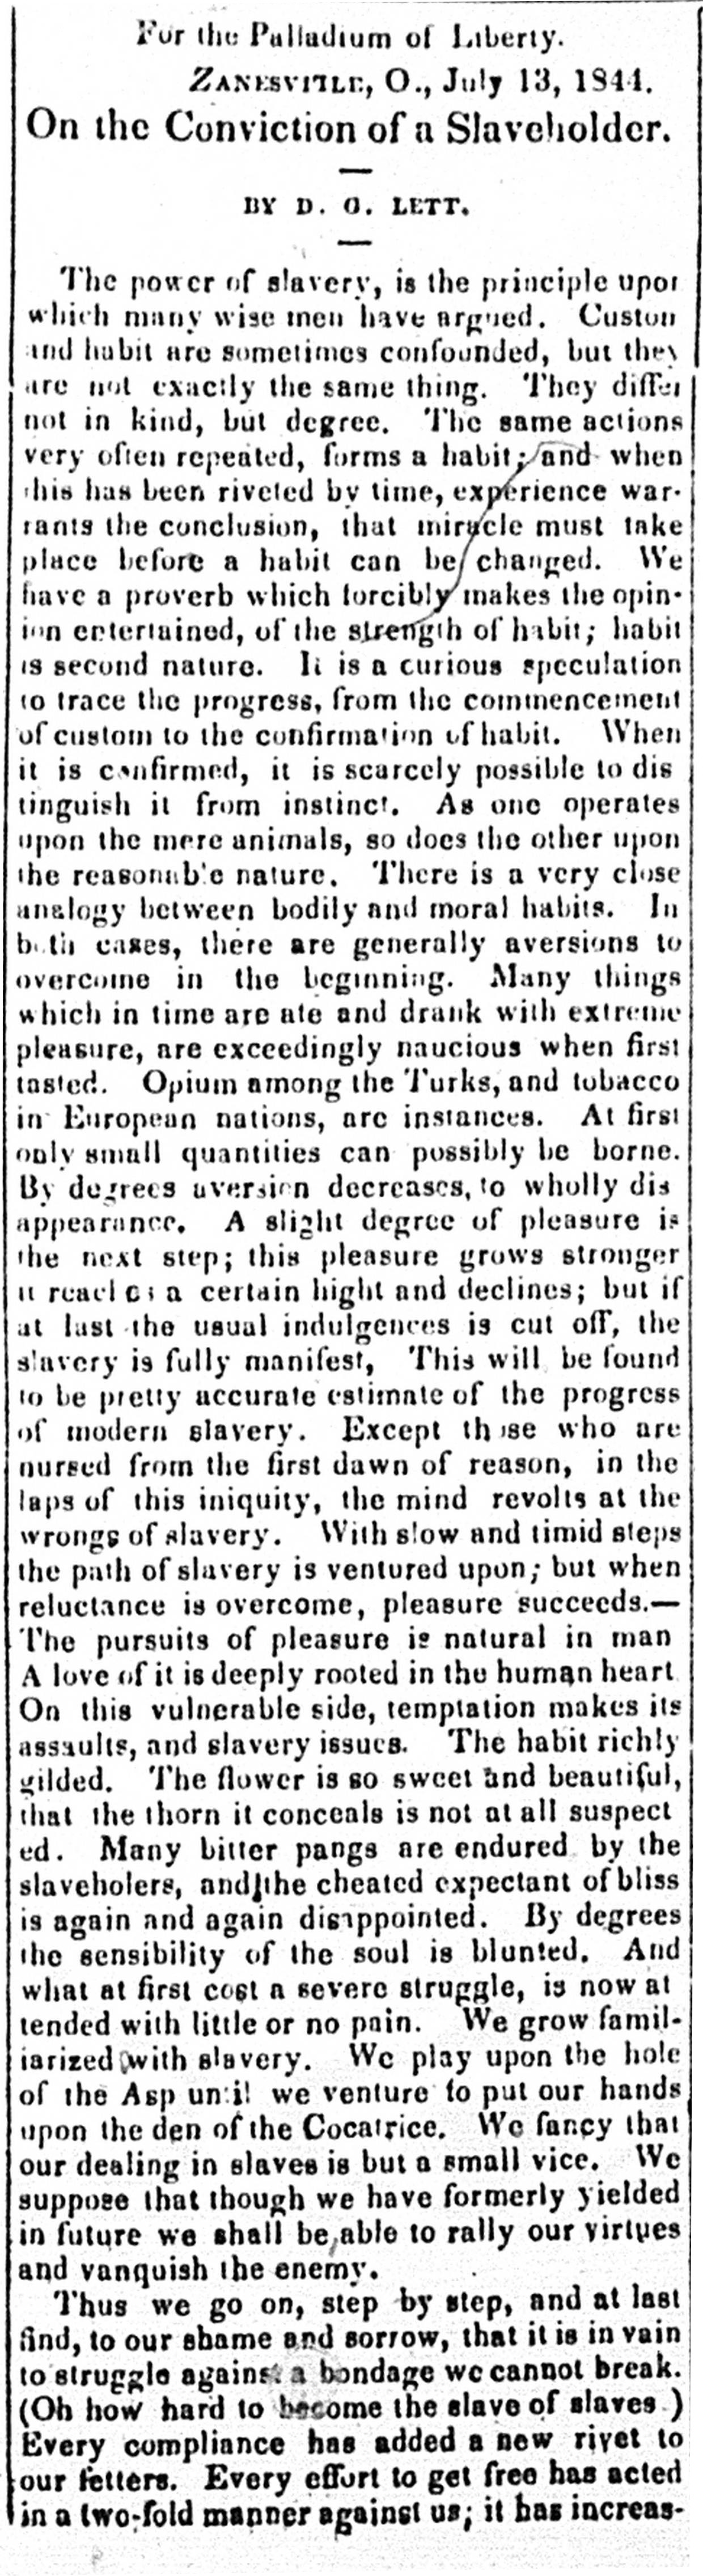 For the Palladium of Liberty.
ZANESVILLE, O., July 13, 1844.
On the Conviction of a Slaveholder.
BY D. O. LETT.
The power of slavery, is the principle upon
which many wise men have argued. Custom
and habit are sometimes confounded, but they
are not exactly the same thing. They differ
not in kind, but degree. The same actions
very often repeated, forms a habit; and when
this has been riveted by time, experience war-
rants the conclusion, that miracle must take
place before a habit can be changed. We
have a proverb which forcibly makes the opin-
ion entertained, of the strength of habit; habit
is second nature. It is a curious speculation
to trace the progress, from the commencement
of custom to the confirmation of habit. When
it is confirmed, it is scarcely possible to dis
tinguish it from instinct. As one operates
upon the mere animals, so does the other upon
the reasonable nature. There is a very close
analogy between bodily and moral habits. In
both cases, there are generally aversions to
overcome in the beginning. Many things
which in time are ate and drank with extreme
pleasure, are exceedingly naucious when first
tasted. Opium among the Turks, and tobacco
in European nations, are instances. At first
only small quantities can possibly be borne.
By degrees aversion decreases, to wholly dis
appearance. A slight degree of pleasure is
the next step; this pleasure grows stronger
it reaches a certain hight and declines; but if
at last the usual indulgences is cut off, the
slavery is fully manifest, This will be found
to be pretty accurate estimate of the progress
of modern slavery. Except those who are
nursed from the first dawn of reason, in the
laps of this iniquity, the mind revolts at the
wrongs of slavery. With slow and timid steps
the path of slavery is ventured upon; but when
reluctance is overcome, pleasure succeeds.—
The pursuits of pleasure is natural in man
A love of it is deeply rooted in the human heart
On this vulnerable side, temptation makes its
assaults, and slavery issues. The habit richly
gilded. The flower is so sweet and beautiful,
that the thorn it conceals is not at all suspect
ed. Many bitter pangs are endured by the
slaveholers, and the cheated expectant of bliss
is again and again disappointed. By degrees
the sensibility of the soul is blunted. And
what at first cost a severe struggle, is now at
tended with little or no pain. We grow famil-
iarized with slavery. We play upon the hole
of the Asp until we venture to put our hands
upon the den of the Cocatrice. We fancy that
our dealing in slaves is but a small vice. We
suppose that though we have formerly yielded
in future we shall be, able to rally our virtues
and vanquish the enemy.
Thus we go on, step by step, and at last
find, to our shame and sorrow, that it is in vain
to struggle against a bondage we cannot break.
(Oh how hard to become the slave of slaves )
Every compliance has added a new rivet to
our fetters. Every effort to get free has acted
in a two-fold manner against us; it has increas-